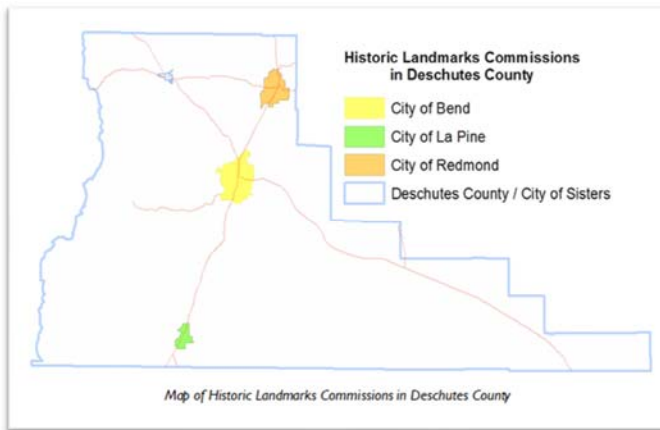 Historic Landmarks Commissions
in Deschutes County
City of Bend
City of La Pine
City of Redmond
Deschutes County / City of Sisters
Map of Historic Landmarks Commissions in Deschutes County